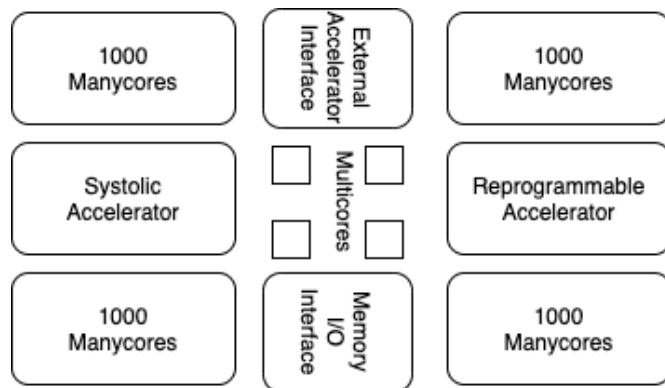 1000
Manycores
External
Accelerator
Interface
1000
Manycores
Systolic
Accelerator
Multicores
Reprogrammable
Accelerator
1000
Manycores
Memory
I/O
Interface
1000
Manycores